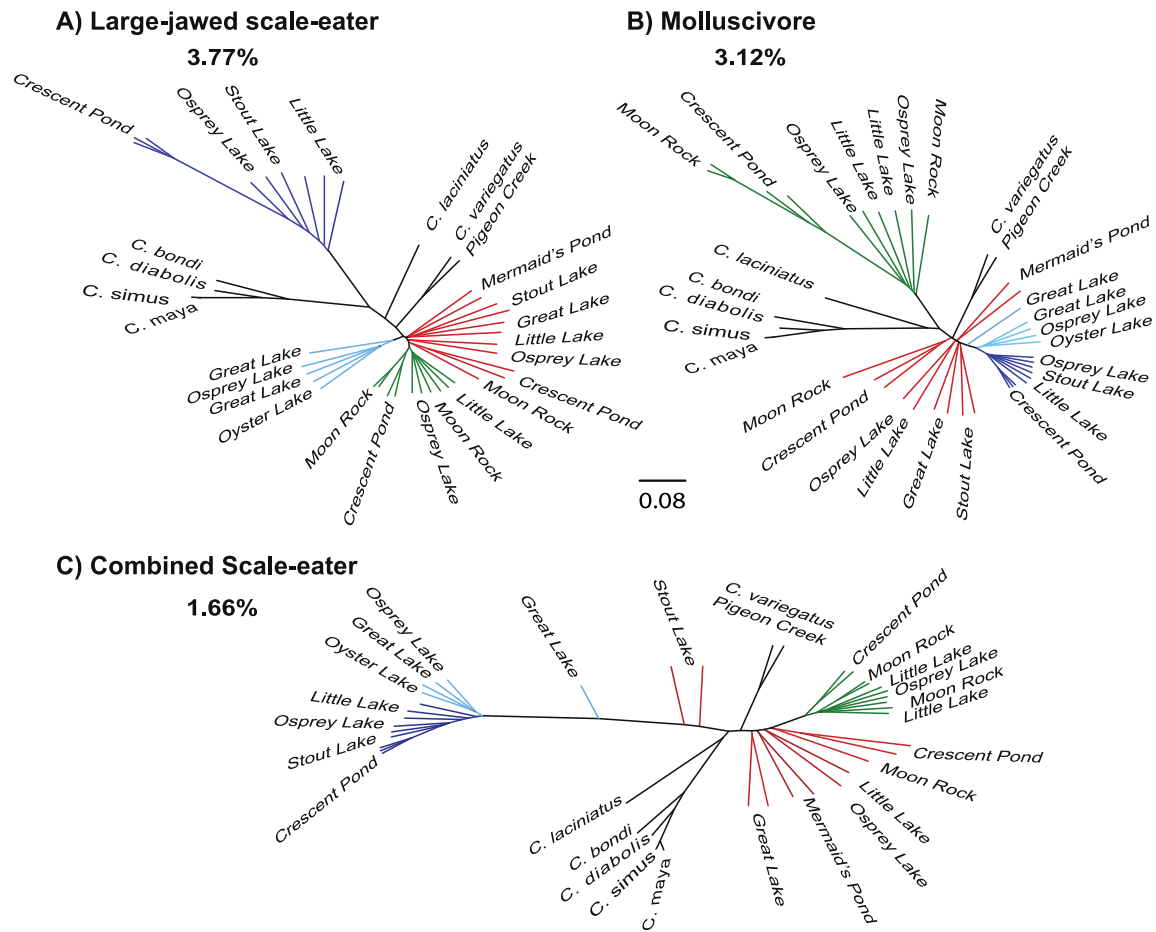 A) Large-jawed scale-eater
3.77%
Crescent Pond
Osprey Lake
Stout Lake
Little Lake
C. laciniatus
C. variegatus
Pigeon Creek
C. bondi
C. diabolis
C. simus
C. maya
Mermaid's Pond
Stout Lake
Great Lake
Little Lake
Osprey Lake
Crescent Pond
Moon Rock
Little Lake
Moon Rock
Osprey Lake
Crescent Pond
Moon Rock
Great Lake
Osprey Lake
Great Lake
Oyster Lake
B) Molluscivore
3.12%
Moon Rock
Crescent Pond
Osprey Lake
Little Lake
Little Lake
Osprey Lake
Moon Rock
C. variegatus
Pigeon Creek
Mermaid's Pond
Great Lake
Great Lake
Osprey Lake
Oyster Lake
Osprey Lake
Stout Lake
Little Lake
Crescent Pond
C. laciniatus
C. bondi
C. diabolis
C. simus
C. maya
Moon Rock
Crescent Pond
Osprey Lake
Little Lake
Great Lake
Stout Lake
0.08
C) Combined Scale-eater
1.66%
Osprey Lake
Great Lake
Oyster Lake
Little Lake
Osprey Lake
Stout Lake
Crescent Pond
Great Lake
Stout Lake
C. variegatus
Pigeon Creek
Crescent Pond
Moon Rock
Little Lake
Osprey Lake
Moon Rock
Little Lake
Crescent Pond
Moon Rock
Little Lake
Osprey Lake
Mermaid's Pond
Great Lake
C. laciniatus
C. bondi
C. diabolis
C. simus
C. maya